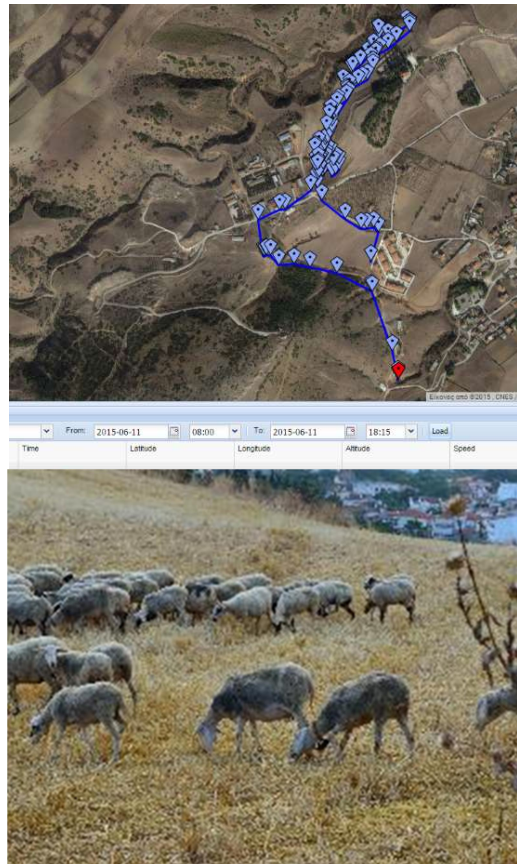 Εικόνες από ©2015 , CNES /
From: 2015-06-11 08:00 To: 2015-06-11 18:15 Load
Time Latitude Longitude Altitude Speed